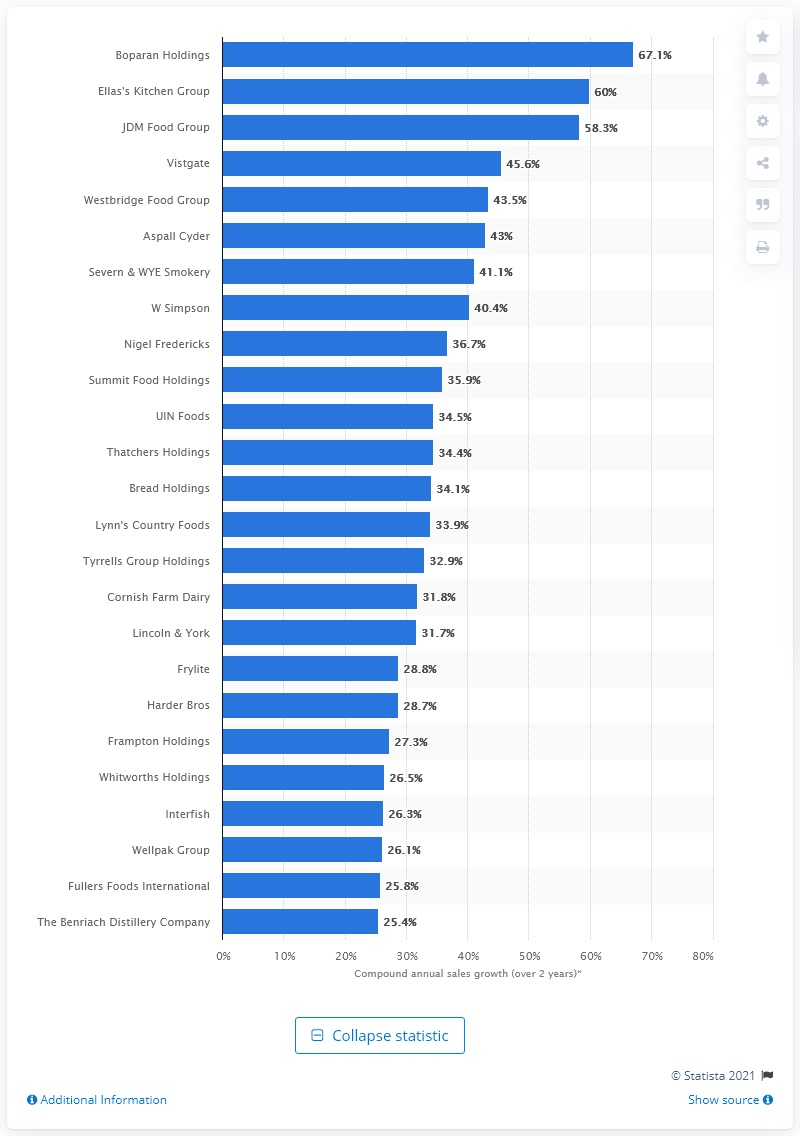 Boparan Holdings 67.1%
Ellas's Kitchen Group 60%
JDM Food Group 58.3%
Vistgate 45.6%
Westbridge Food Group 43.5%
Aspall Cyder 43%
Severn & WYE Smokery 41.1%
W Simpson 40.4%
Nigel Fredericks 36.7%
Summit Food Holdings 35.9%
UIN Foods 34.5%
Thatchers Holdings 34.4%
Bread Holdings 34.1%
Lynn's Country Foods 33.9%
Tyrrells Group Holdings 32.9%
Cornish Farm Dairy 31.8%
Lincoln & York 31.7%
Frylite 28.8%
Harder Bros 28.7%
Frampton Holdings 27.3%
Whitworths Holdings 26.5%
Interfish 26.3%
Wellpak Group 26.1%
Fullers Foods International 25.8%
The Benriach Distillery Company 25.4%
0% 10% 20% 30% 40% 50% 60% 70% 80%
Compound annual sales growth (over 2 years)*
Collapse statistic
© Statista 2021
Additional Information Show source